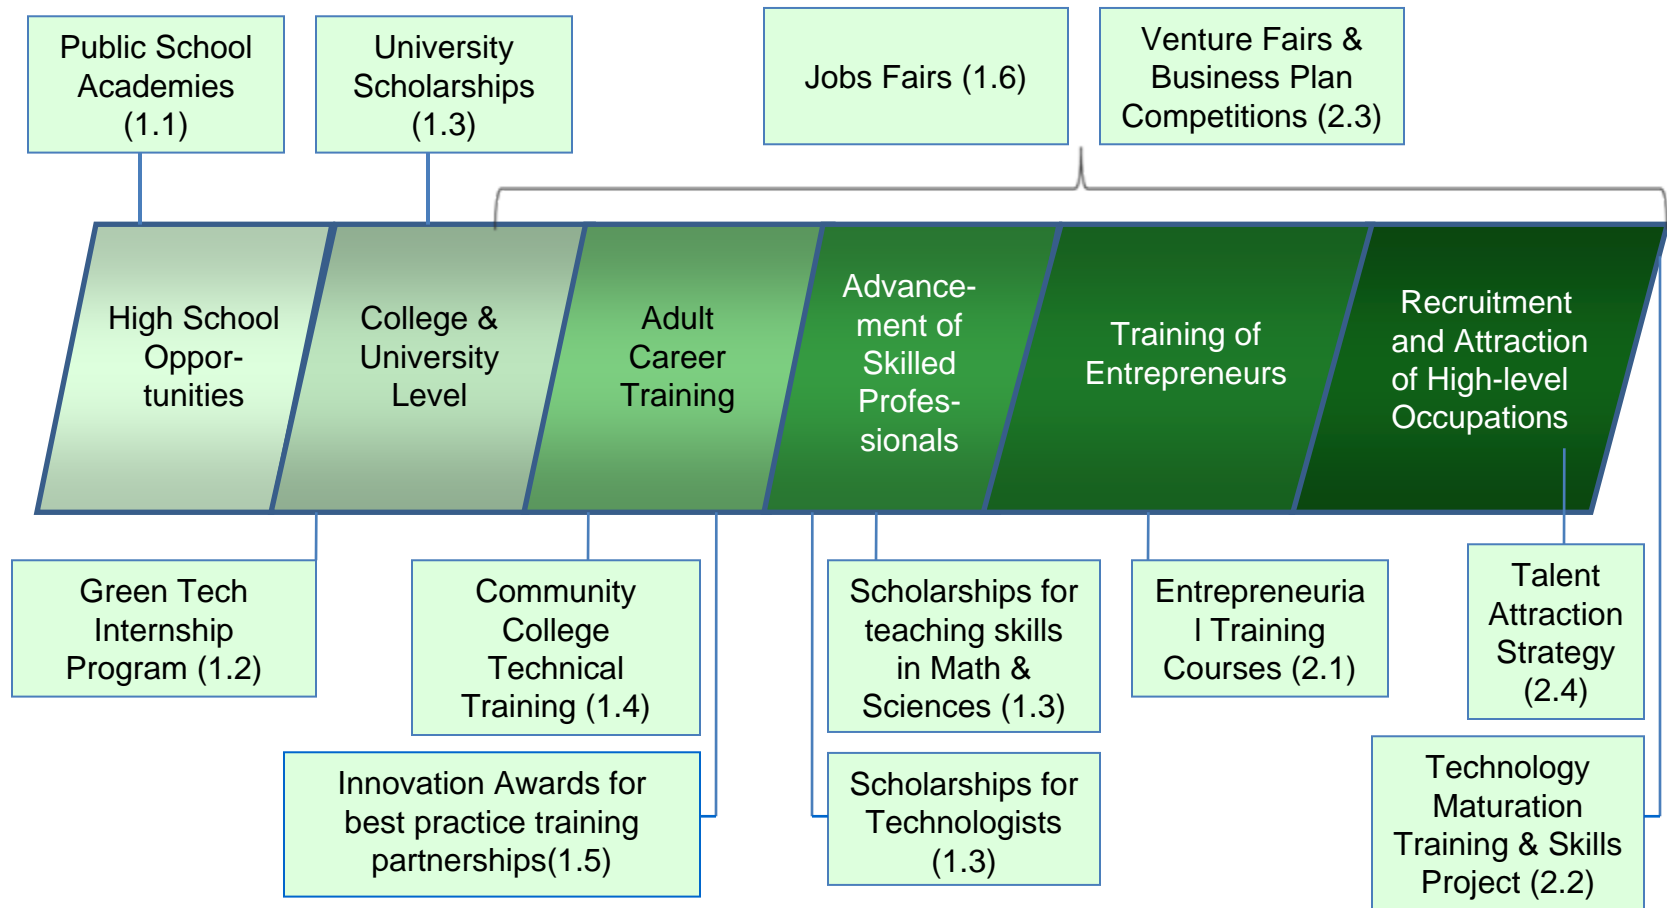 Public School
Academies
(1.1)
University
Scholarships
(1.3)
Jobs Fairs (1.6)
Venture Fairs &
Business Plan
Competitions (2.3)
High School
Oppor-
tunities
College &
University
Level
Adult
Career
Training
Advance-
ment of
Skilled
Profes-
sionals
Training of
Entrepreneurs
Recruitment
and Attraction
of High-level
Occupations
Green Tech
Internship
Program (1.2)
Community
College
Technical
Training (1.4)
Scholarships for
teaching skills
in Math &
Sciences (1.3)
Entrepreneuria
l Training
Courses (2.1)
Talent
Attraction
Strategy
(2.4)
Innovation Awards for
best practice training
partnerships(1.5)
Scholarships for
Technologists
(1.3)
Technology
Maturation
Training & Skills
Project (2.2)